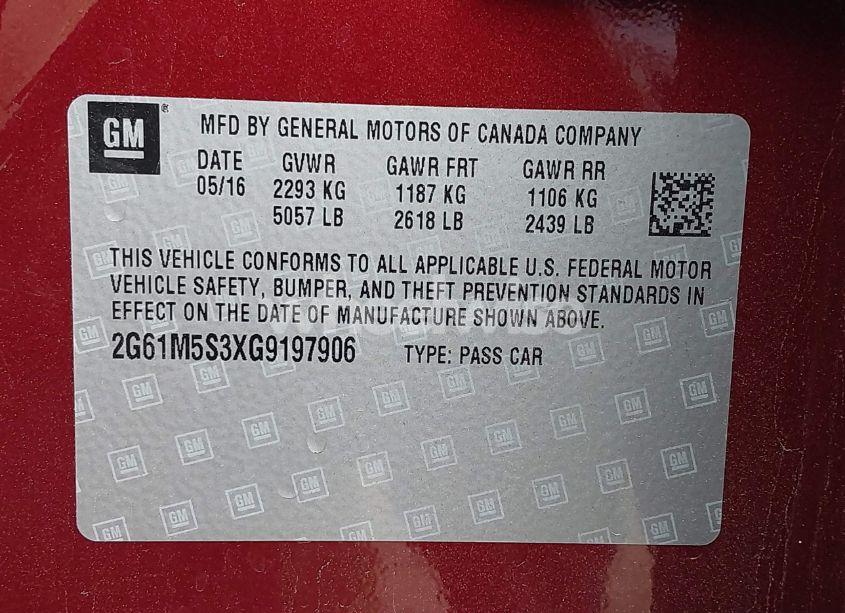 GM
MFD BY GENERAL MOTORS OF CANADA COMPANY
DATE GVWR GAWR FRT GAWR RR
05/16 2293 KG 1187 KG 1106 KG
5057 LB 2618 LB 2439 LB
THIS VEHICLE CONFORMS TO ALL APPLICABLE U.S. FEDERAL MOTOR
VEHICLE SAFETY, BUMPER, AND THEFT PREVENTION STANDARDS IN
EFFECT ON THE DATE OF MANUFACTURE SHOWN ABOVE.
2G61M5S3XG9197906 TYPE: PASS CAR